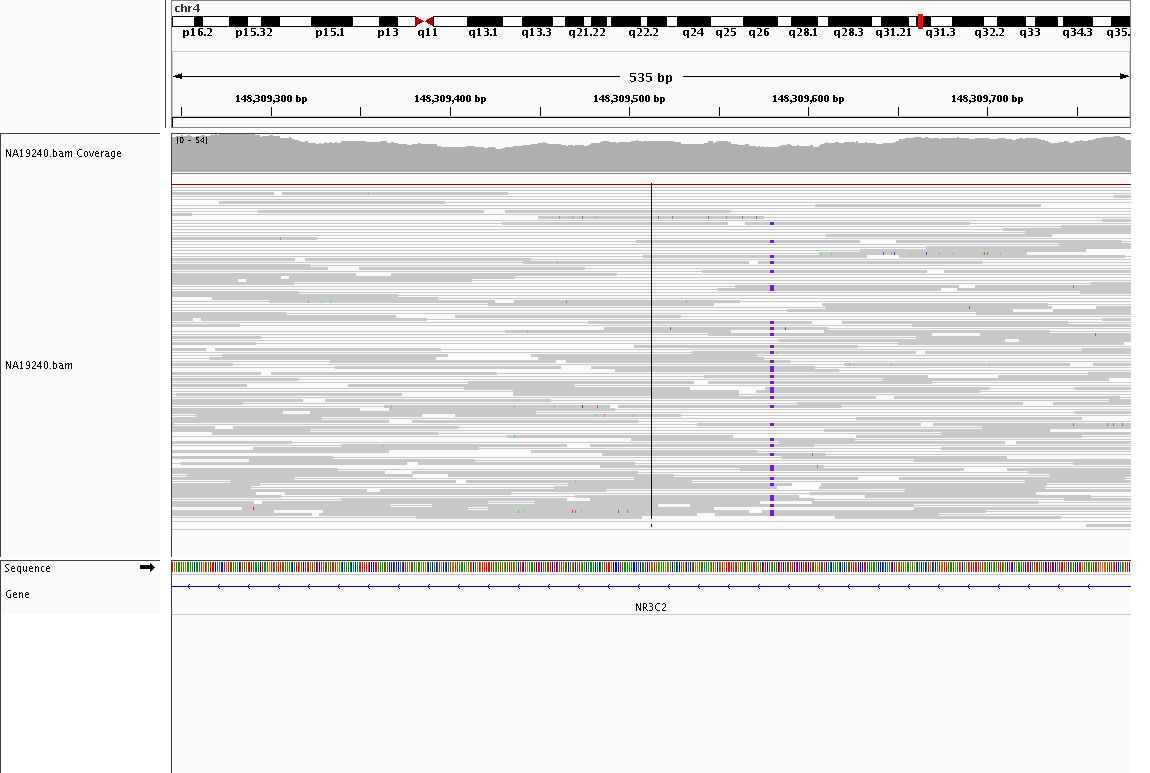 chr4
p16.2 p15.32 p15.1 p13 q11 q13.1 q13.3 q21.22 q22.2 q24 q25 q26 q28.1 q28.3 q31.21 q31.3 q32.2 q33 q34.3 q35.
535 bp
148,309,300 bp 148,309,400 bp 148,309,500 bp 148,309,600 bp 148,309,700 bp
[0 - 54]
NA19240.bam Coverage
NA19240.bam
Sequence
Gene
NR3C2